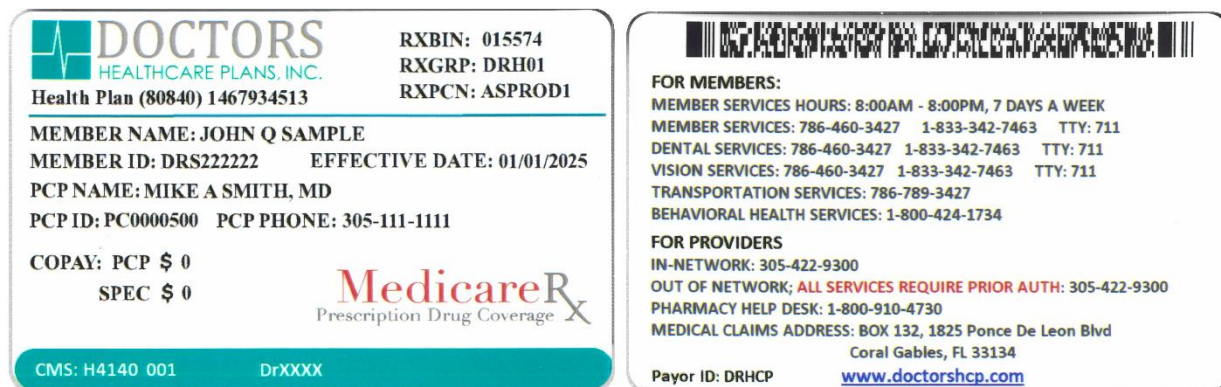 DOCTORS
HEALTHCARE PLANS, INC.
Health Plan (80840) 1467934513
RXBIN: 015574
RXGRP: DRH01
RXPCN: ASPROD1
MEMBER NAME: JOHN Q SAMPLE
MEMBER ID: DRS222222 EFFECTIVE DATE: 01/01/2025
PCP NAME: MIKE A SMITH, MD
PCP ID: PC0000500 PCP PHONE: 305-111-1111
COPAY: PCP $ 0
SPEC $ 0
MedicareRx
Prescription Drug Coverage
CMS: H4140 001 DrXXXX
FOR MEMBERS:
MEMBER SERVICES HOURS: 8:00AM - 8:00PM, 7 DAYS A WEEK
MEMBER SERVICES: 786-460-3427 1-833-342-7463 TTY: 711
DENTAL SERVICES: 786-460-3427 1-833-342-7463 TTY: 711
VISION SERVICES: 786-460-3427 1-833-342-7463 TTY: 711
TRANSPORTATION SERVICES: 786-789-3427
BEHAVIORAL HEALTH SERVICES: 1-800-424-1734
FOR PROVIDERS
IN-NETWORK: 305-422-9300
OUT OF NETWORK; ALL SERVICES REQUIRE PRIOR AUTH: 305-422-9300
PHARMACY HELP DESK: 1-800-910-4730
MEDICAL CLAIMS ADDRESS: BOX 132, 1825 Ponce De Leon Blvd
Coral Gables, FL 33134
Payor ID: DRHCP www.doctorshcp.com